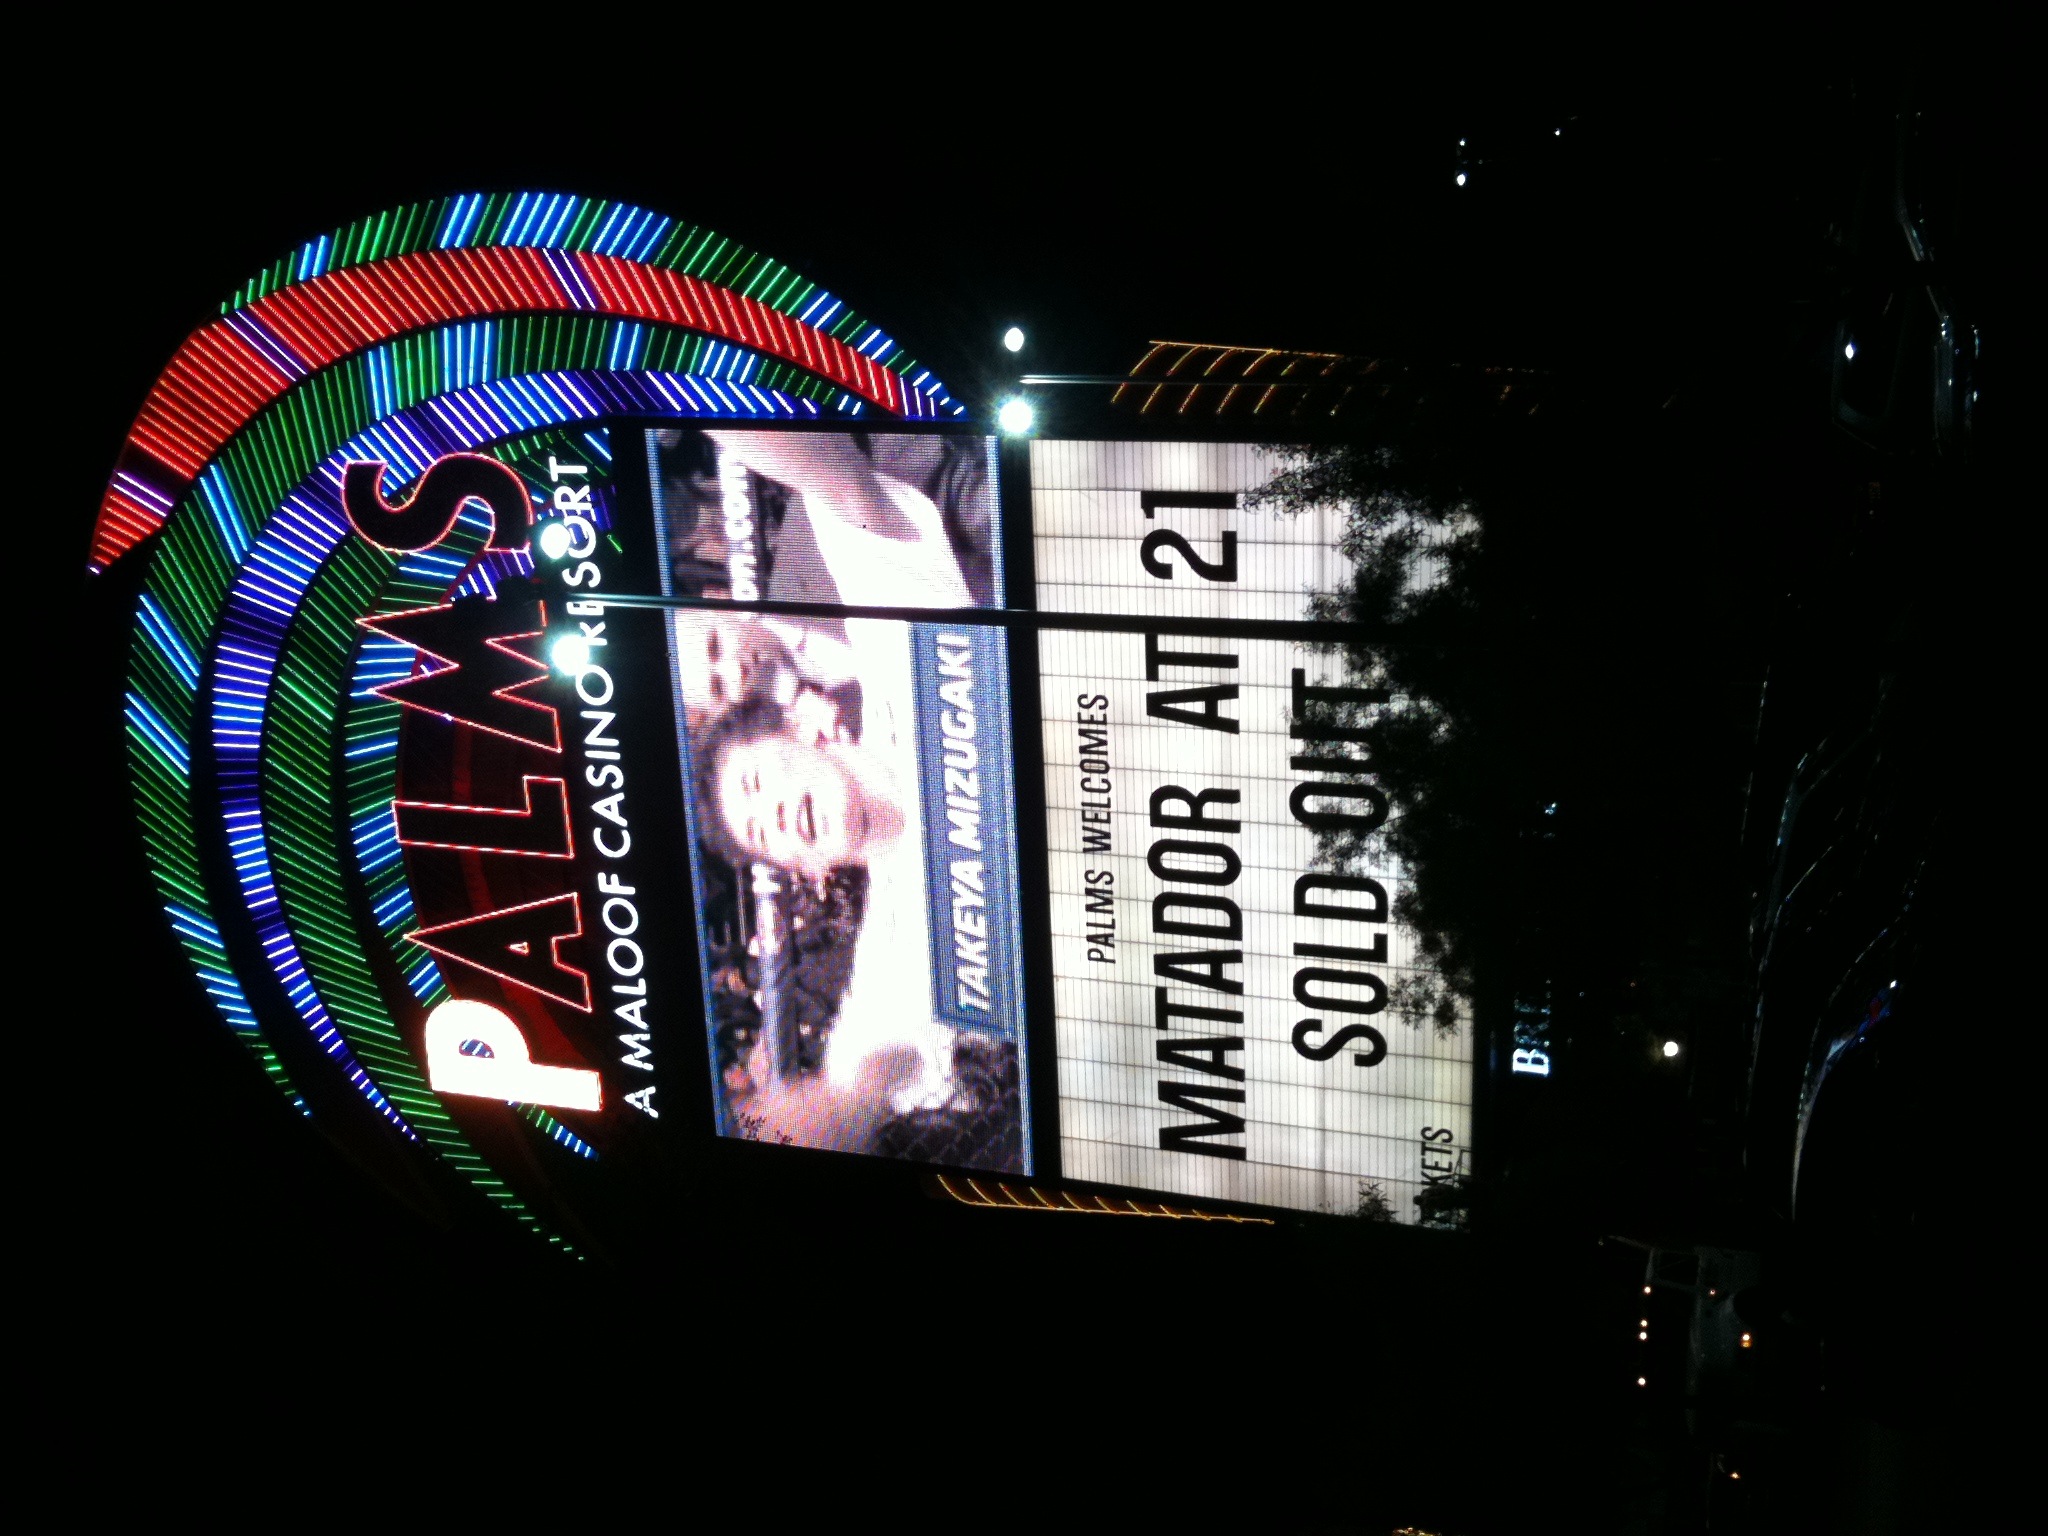 PALMS
A MALOOF CASINO RESORT
TAKEYA MIZUGAKI
PALMS WELCOMES
MATADOR AT 21
SOLD OUT